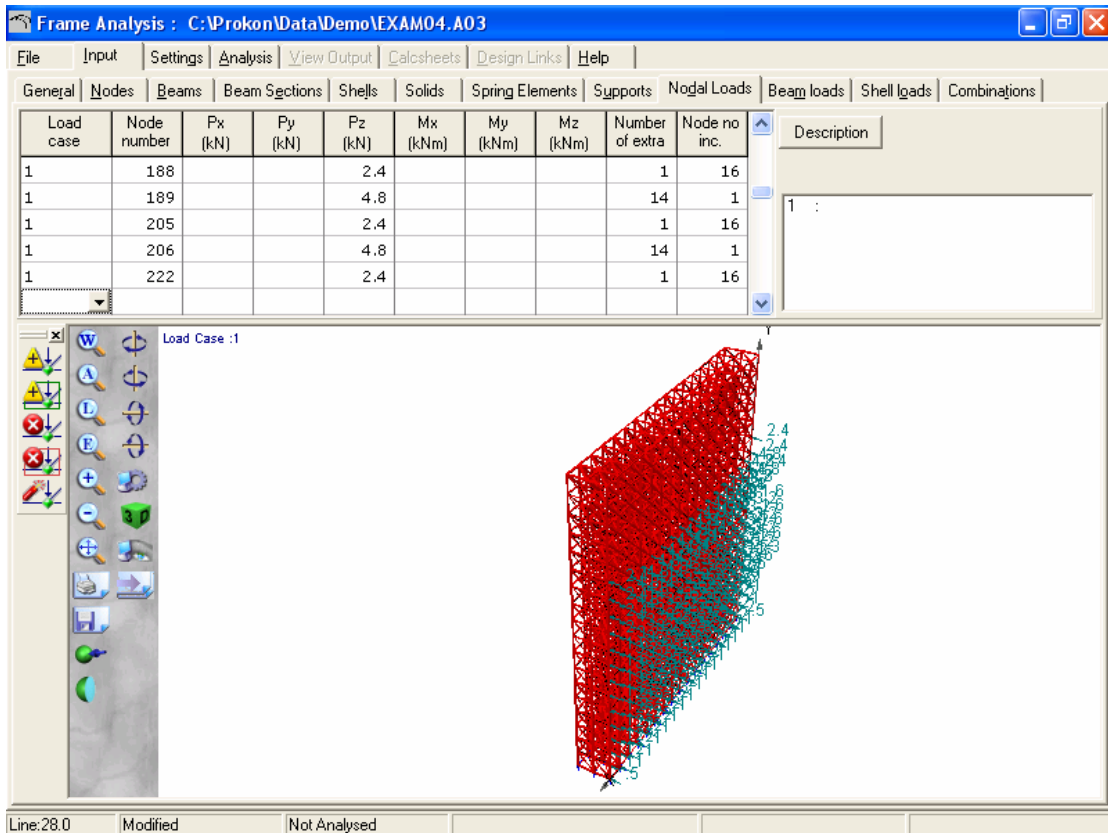 Frame Analysis : C:\Prokon\Data\Demo\EXAM04.A03
File Input Settings Analysis View Output Calcsheets Design Links Help
General Nodes Beams Beam Sections Shells Solids Spring Elements Supports Nodal Loads Beam loads Shell loads Combinations
Load case Node number Px (kN) Py (kN) Pz (kN) Mx (kNm) My (kNm) Mz (kNm) Number of extra Node no inc.
Description
1 188 2.4 1 16
1 189 4.8 14 1
1 205 2.4 1 16
1 206 4.8 14 1
1 222 2.4 1 16
1 :
Load Case :1
W
A
L
E
3D
Y
2.4
2.4
.5
.5
Line:28.0 Modified Not Analysed